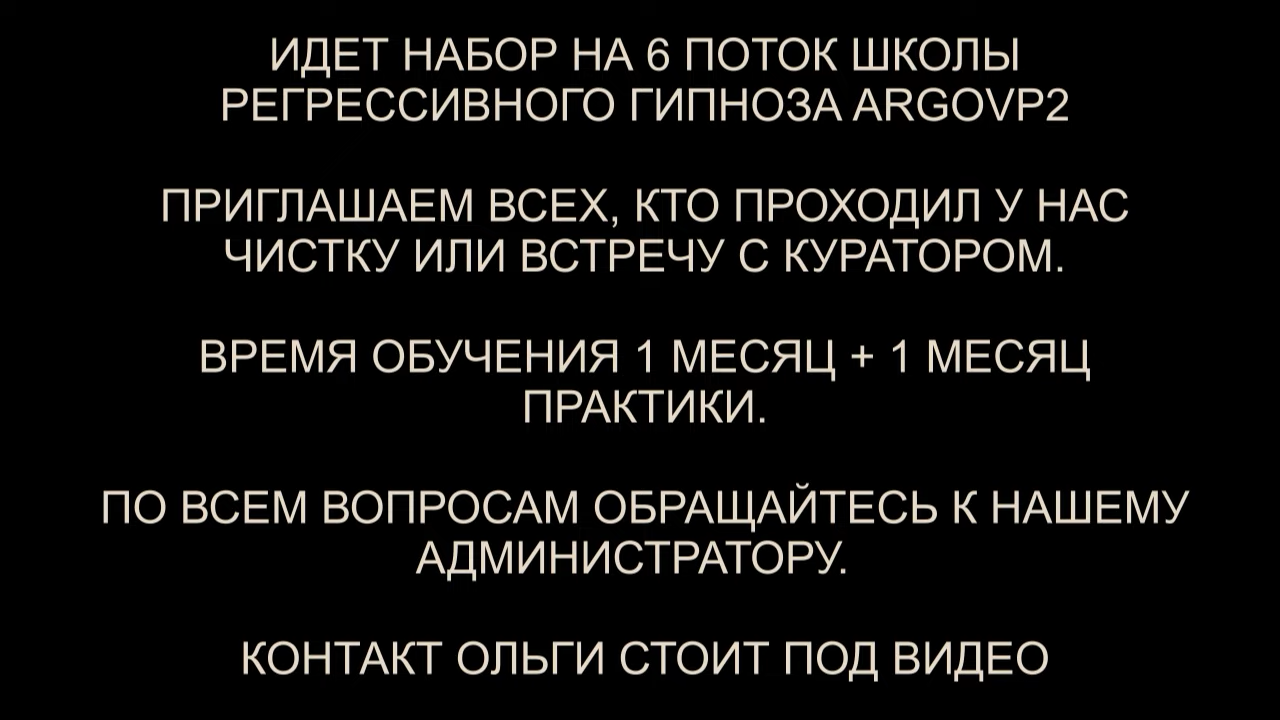 ИДЕТ НАБОР НА 6 ПОТОК ШКОЛЫ
РЕГРЕССИВНОГО ГИПНОЗА ARGOVP2
ПРИГЛАШАЕМ ВСЕХ, КТО ПРОХОДИЛ У НАС
ЧИСТКУ ИЛИ ВСТРЕЧУ С КУРАТОРОМ.
ВРЕМЯ ОБУЧЕНИЯ 1 МЕСЯЦ + 1 МЕСЯЦ
ПРАКТИКИ.
ПО ВСЕМ ВОПРОСАМ ОБРАЩАЙТЕСЬ К НАШЕМУ
АДМИНИСТРАТОРУ.
КОНТАКТ ОЛЬГИ СТОИТ ПОД ВИДЕО